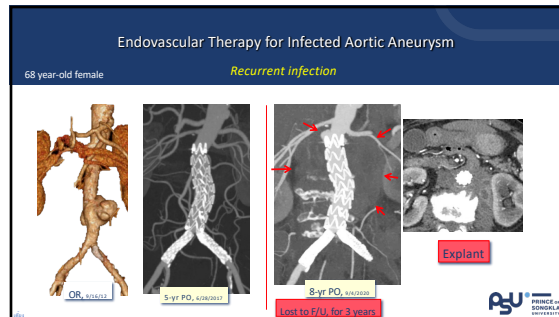 Endovascular Therapy for Infected Aortic Aneurysm
68 year-old female
Recurrent infection
OR, 9/16/12
5-yr PO, 6/28/2017
8-yr PO, 9/4/2020
Lost to F/U, for 3 years
Explant
PSU
PRINCE OF
SONGKLA
UNIVERSITY